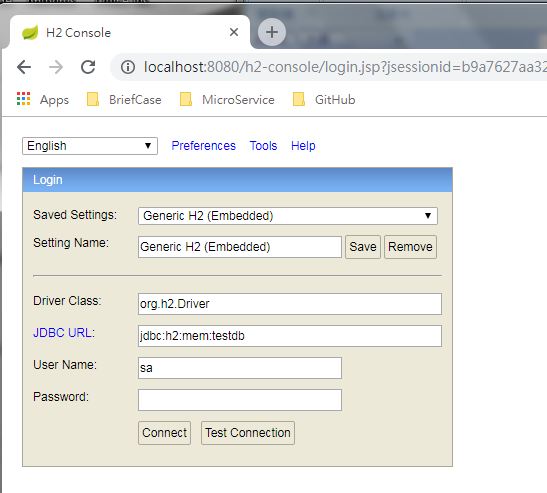 H2 Console
localhost:8080/h2-console/login.jsp?jsessionid=b9a7627aa32
Apps BriefCase MicroService GitHub
English Preferences Tools Help
Login
Saved Settings: Generic H2 (Embedded)
Setting Name: Generic H2 (Embedded) Save Remove
Driver Class: org.h2.Driver
JDBC URL: jdbc:h2:mem:testdb
User Name: sa
Password:
Connect Test Connection